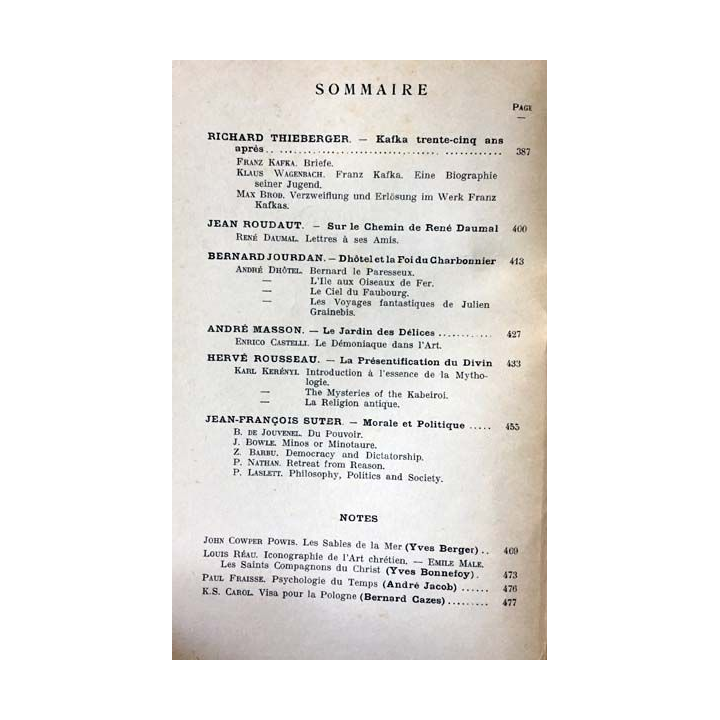 SOMMAIRE
PAGE
—
RICHARD THIEBERGER. — Kafka trente-cinq ans
après.. ........................................... 387
FRANZ KAFKA. Briefe.
KLAUS WAGENBACH. Franz Kafka. Eine Biographie
seiner Jugend.
MAX BROD. Verzweiflung und Erlösung im Werk Franz
Kafkas.
JEAN ROUDAUT. — Sur le Chemin de René Daumal 400
RENÉ DAUMAL. Lettres à ses Amis.
BERNARD JOURDAN. — Dhôtel et la Foi du Charbonnier 413
ANDRÉ DHÔTEL. Bernard le Paresseux.
— L'Ile aux Oiseaux de Fer.
— Le Ciel du Faubourg.
— Les Voyages fantastiques de Julien
Grainebis.
ANDRÉ MASSON. — Le Jardin des Délices ............ 427
ENRICO CASTELLI. Le Démoniaque dans l'Art.
HERVÉ ROUSSEAU. — La Présentification du Divin 433
KARL KERÉNYI. Introduction à l'essence de la Mytho-
logie.
— The Mysteries of the Kabeiroi.
— La Religion antique.
JEAN-FRANÇOIS SUTER. — Morale et Politique ..... 455
B. DE JOUVENEL. Du Pouvoir.
J. BOWLE. Minos or Minotaure.
Z. BARBU. Democracy and Dictatorship.
P. NATHAN. Retreat from Reason.
P. LASLETT. Philosophy, Politics and Society.
NOTES
JOHN COWPER POWIS. Les Sables de la Mer (Yves Berger) .. 469
LOUIS RÉAU. Iconographie de l'Art chrétien. — EMILE MALE.
Les Saints Compagnons du Christ (Yves Bonnefoy) . 473
PAUL FRAISSE. Psychologie du Temps (André Jacob) ...... 476
K.S. CAROL. Visa pour la Pologne (Bernard Cazes) ......... 477